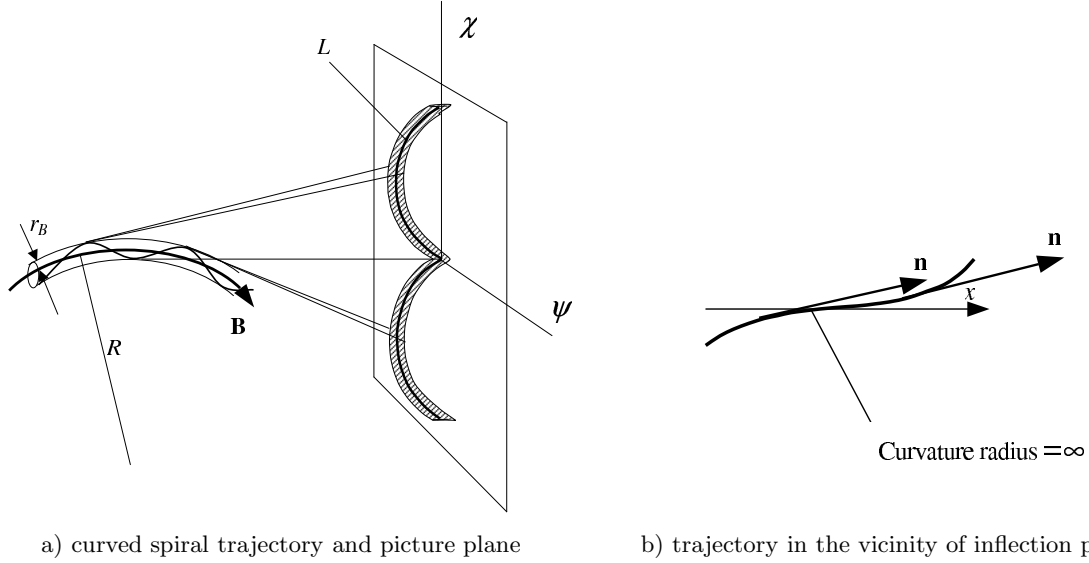 χ
L
r_B
B
R
ψ
n
n
x
Curvature radius =∞
a) curved spiral trajectory and picture plane
b) trajectory in the vicinity of inflection p